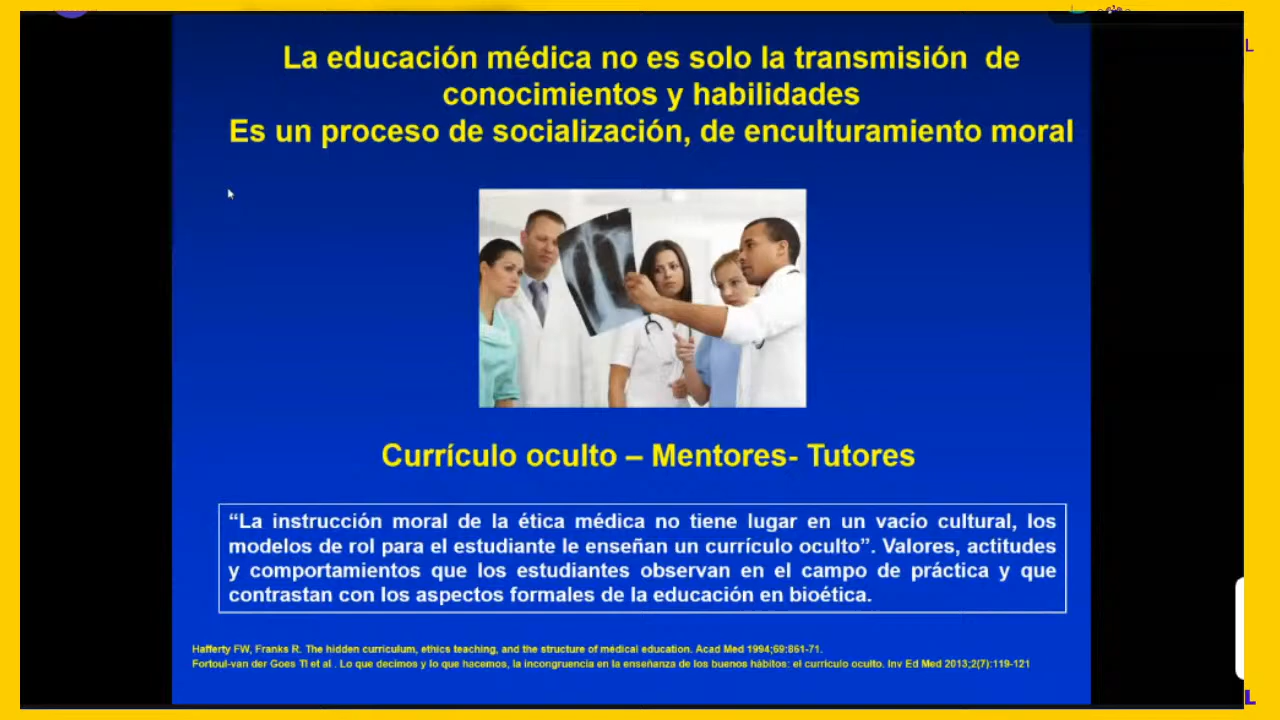 La educación médica no es solo la transmisión de
conocimientos y habilidades
Es un proceso de socialización, de enculturamiento moral
Currículo oculto – Mentores- Tutores
“La instrucción moral de la ética médica no tiene lugar en un vacío cultural, los
modelos de rol para el estudiante le enseñan un currículo oculto”. Valores, actitudes
y comportamientos que los estudiantes observan en el campo de práctica y que
contrastan con los aspectos formales de la educación en bioética.
Hafferty FW, Franks R. The hidden curriculum, ethics teaching, and the structure of medical education. Acad Med 1994;69:861-71.
Fortoul-van der Goes TI et al . Lo que decimos y lo que hacemos, la incongruencia en la enseñanza de los buenos hábitos: el currículo oculto. Inv Ed Med 2013;2(7):119-121
L
L